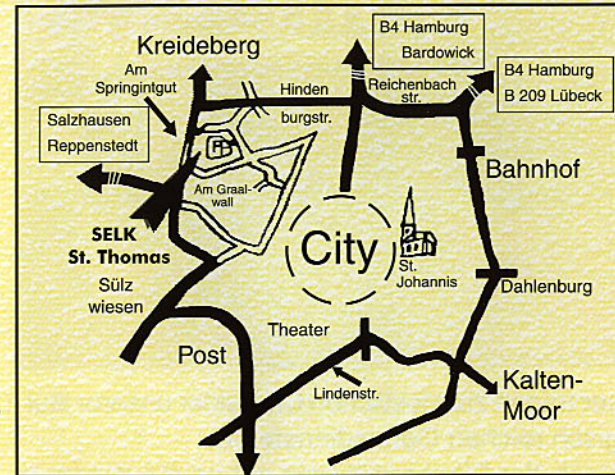 B4 Hamburg
Bardowick
B4 Hamburg
B 209 Lübeck
Kreideberg
Am
Springintgut
Hinden
burgstr.
Reichenbach
str.
Salzhausen
Reppenstedt
Bahnhof
Am Graal-
wall
SELK
St. Thomas
City
St.
Johannis
Sülz
wiesen
Dahlenburg
Theater
Post
Lindenstr.
Kalten-
Moor